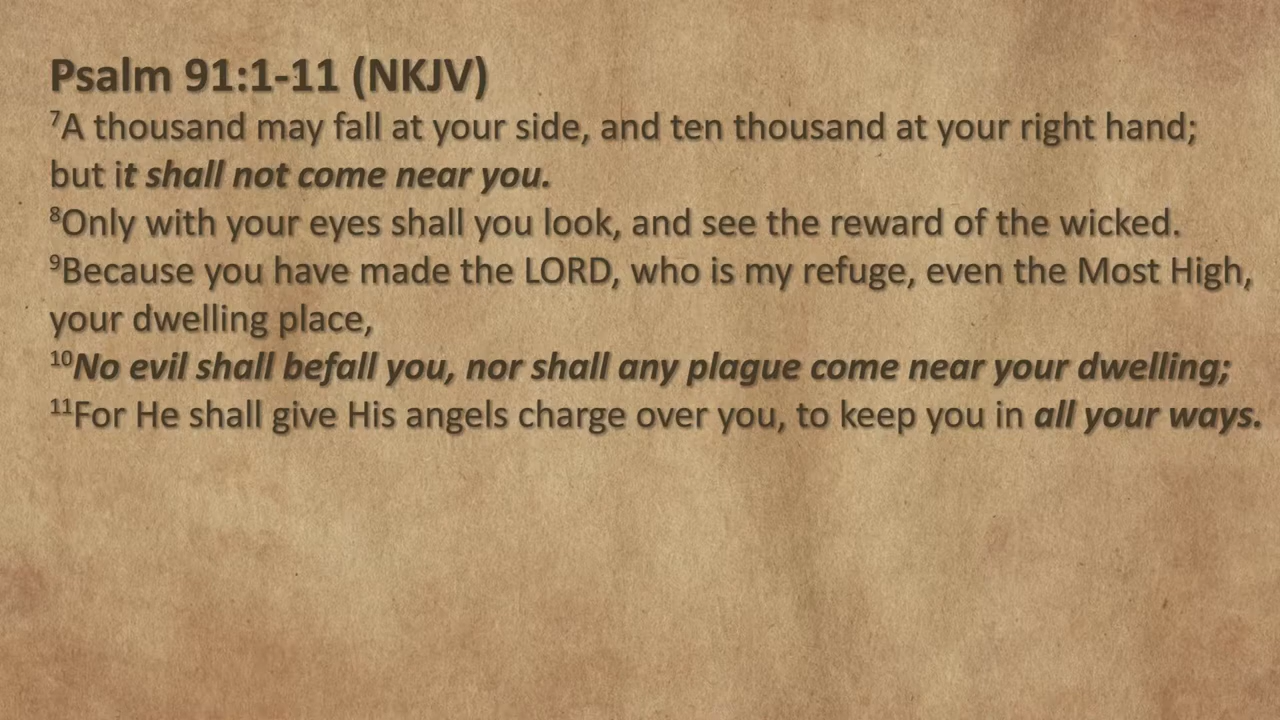 Psalm 91:1-11 (NKJV)
⁷A thousand may fall at your side, and ten thousand at your right hand;
but it shall not come near you.
⁸Only with your eyes shall you look, and see the reward of the wicked.
⁹Because you have made the LORD, who is my refuge, even the Most High,
your dwelling place,
¹⁰No evil shall befall you, nor shall any plague come near your dwelling;
¹¹For He shall give His angels charge over you, to keep you in all your ways.